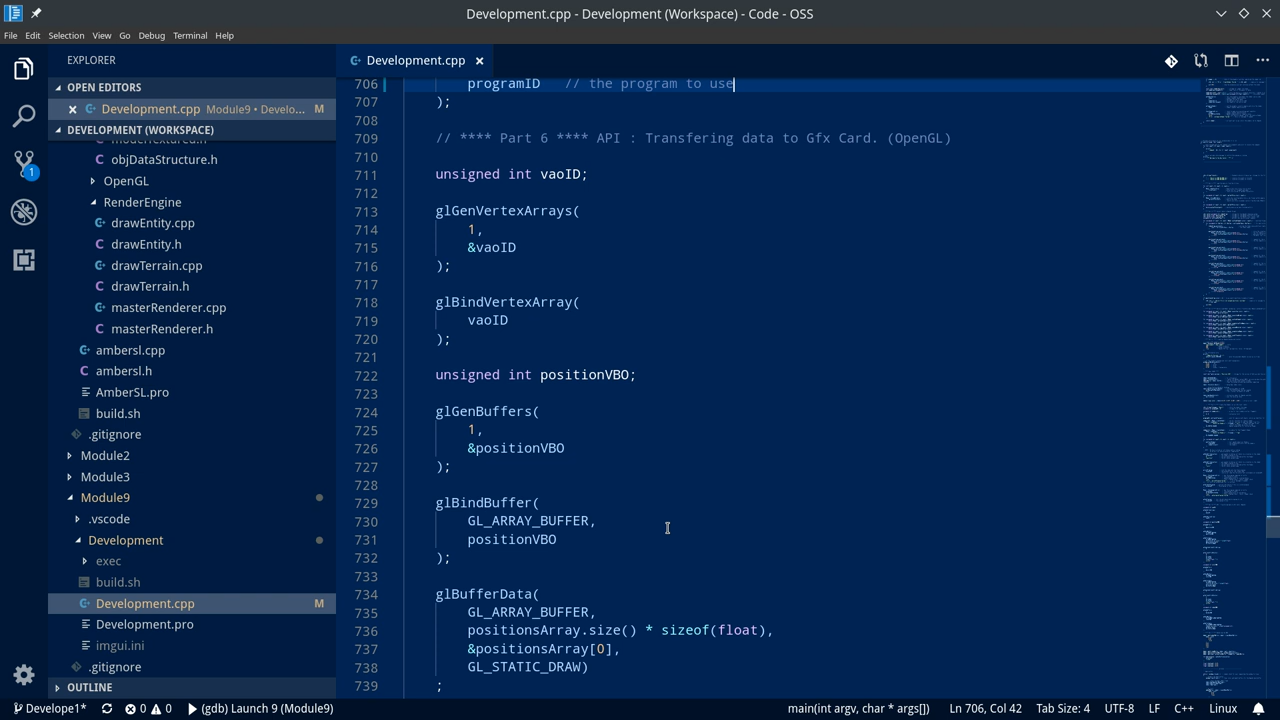 Development.cpp - Development (Workspace) - Code - OSS
File Edit Selection View Go Debug Terminal Help
EXPLORER
OPEN EDITORS
Development.cpp Module9 • Develo... M
DEVELOPMENT (WORKSPACE)
modelTextured.h
objDataStructure.h
OpenGL
RenderEngine
drawEntity.cpp
drawEntity.h
drawTerrain.cpp
drawTerrain.h
masterRenderer.cpp
masterRenderer.h
ambersl.cpp
ambersl.h
AmberSL.pro
build.sh
Kaleidoscope
Module2
Module9
Development
exec
build.sh
Development.cpp M
Development.pro
imgui.ini
.gitignore
OUTLINE
Development.cpp
706 programID // the program to use
707 );
708
709 // **** Part 6 **** API : Transfering data to Gfx Card. (OpenGL)
710
711 unsigned int vaoID;
712
713 glGenVertexArrays(
714 1,
715 &vaoID
716 );
717
718 glBindVertexArray(
719 vaoID
720 );
721
722 unsigned int positionVBO;
723
724 glGenBuffers(
725 1,
726 &positionVBO
727 );
728
729 glBindBuffer(
730 GL_ARRAY_BUFFER,
731 positionVBO
732 );
733
734 glBufferData(
735 GL_ARRAY_BUFFER,
736 positionsArray.size() * sizeof(float),
737 &positionsArray[0],
738 GL_STATIC_DRAW)
739 ;
1
0 4 (gdb) Launch 9 (Module9) main(int argv, char * args[]) Ln 706, Col 42 Tab Size: 4 UTF-8 LF C++ Linux